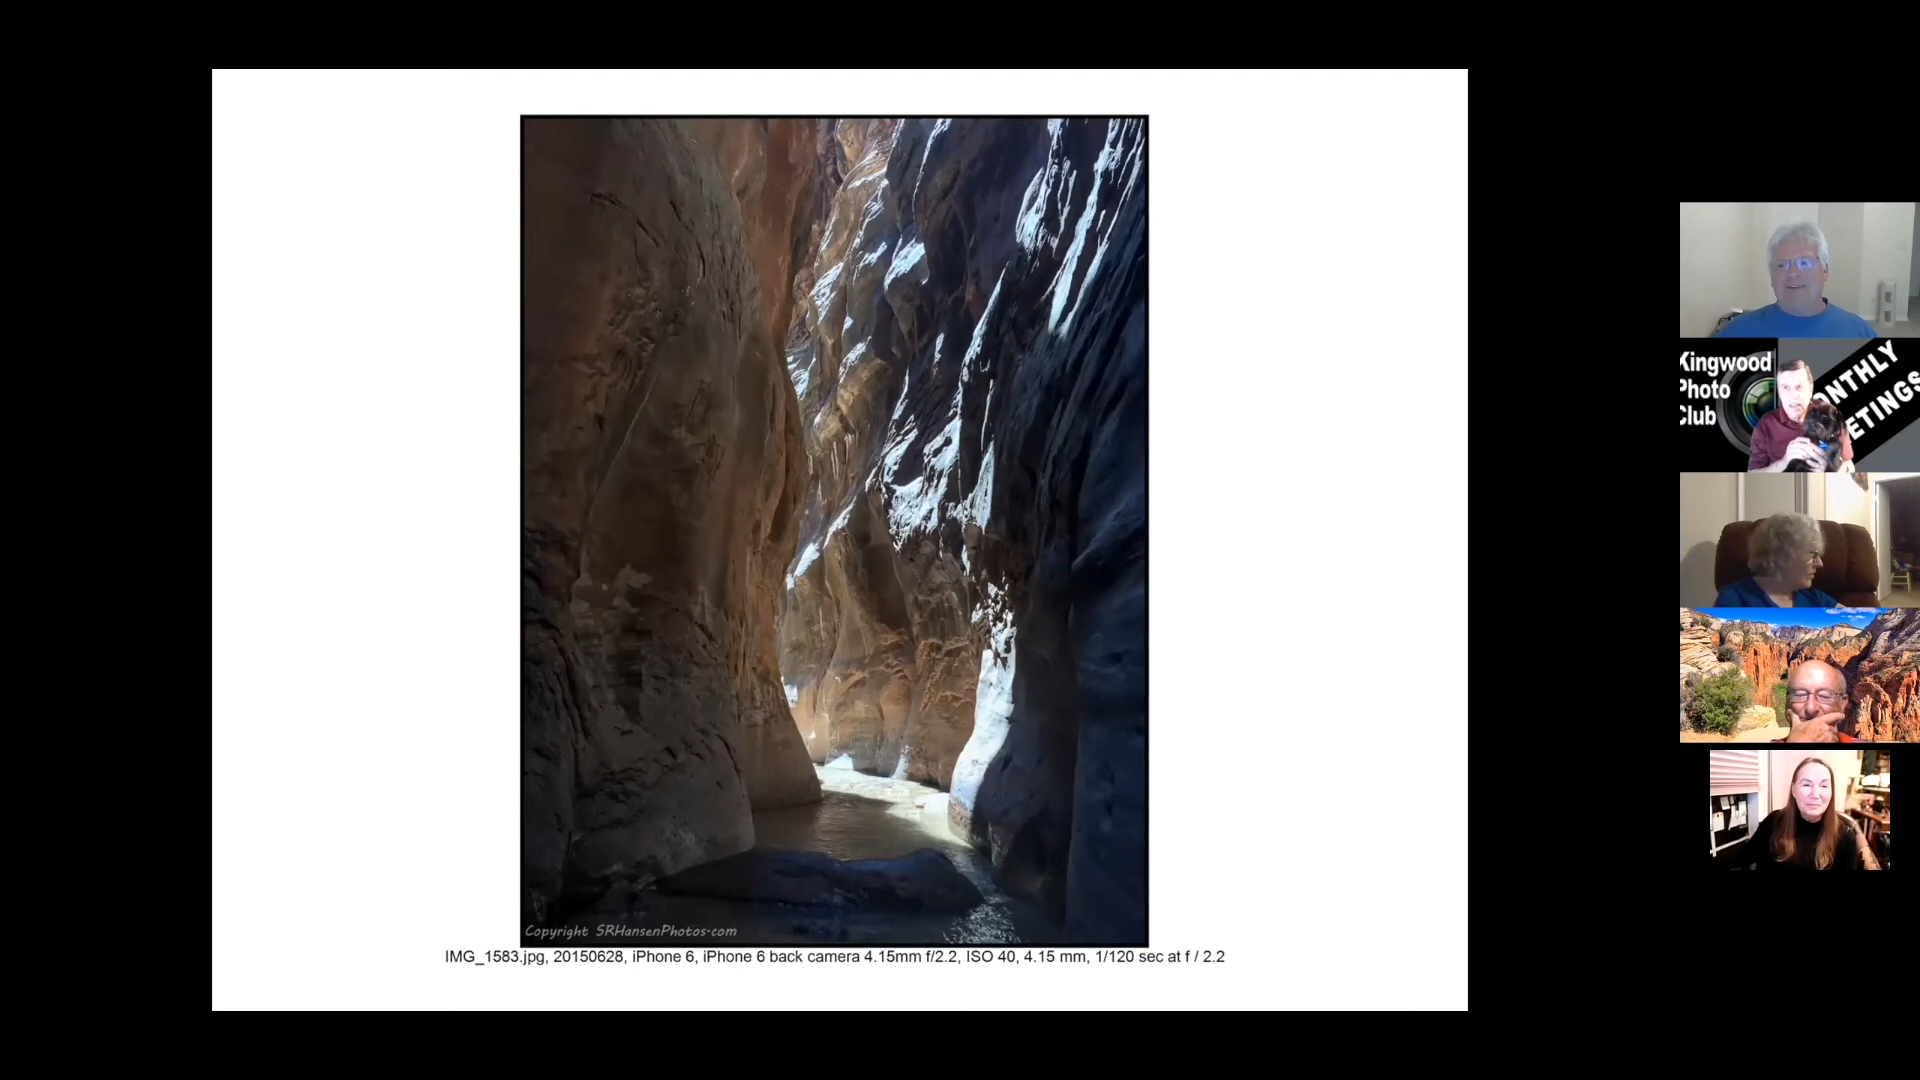 Copyright SRHansenPhotos.com
IMG_1583.jpg, 20150628, iPhone 6, iPhone 6 back camera 4.15mm f/2.2, ISO 40, 4.15 mm, 1/120 sec at f / 2.2
Kingwood
Photo
Club
ONTHLY
ETINGS